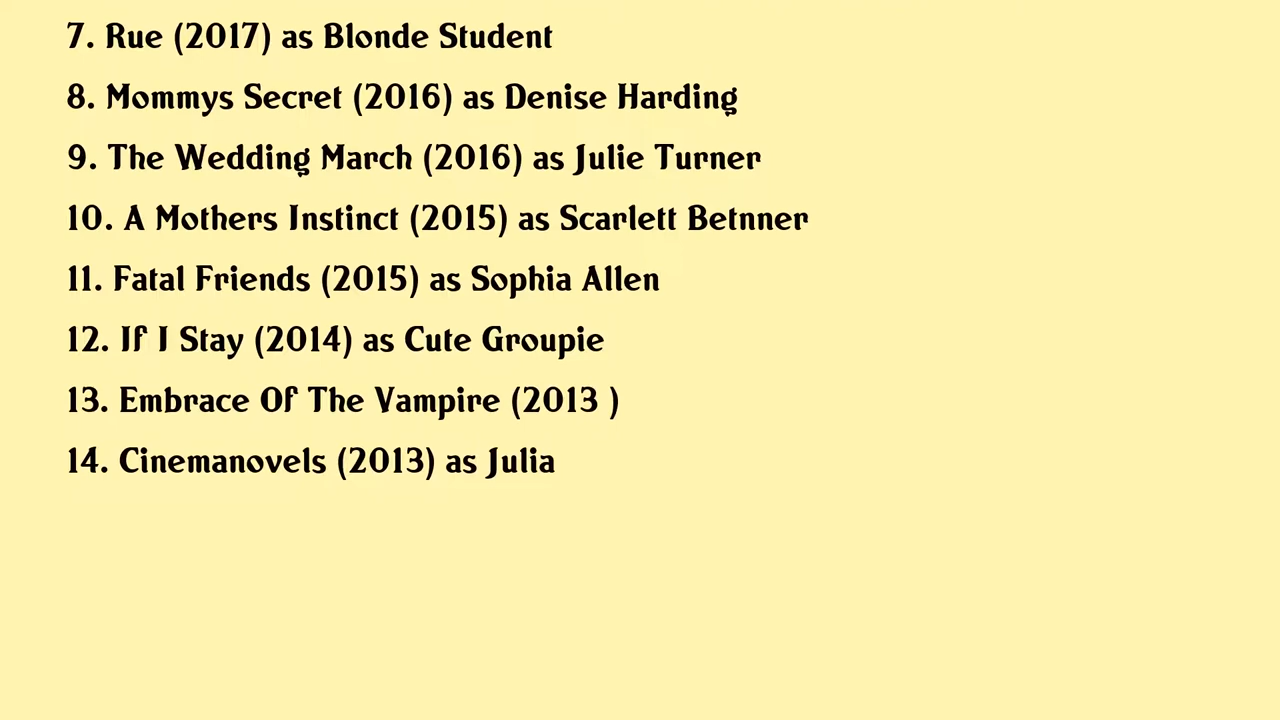 7. Rue (2017) as Blonde Student
8. Mommys Secret (2016) as Denise Harding
9. The Wedding March (2016) as Julie Turner
10. A Mothers Instinct (2015) as Scarlett Betnner
11. Fatal Friends (2015) as Sophia Allen
12. If I Stay (2014) as Cute Groupie
13. Embrace Of The Vampire (2013 )
14. Cinemanovels (2013) as Julia